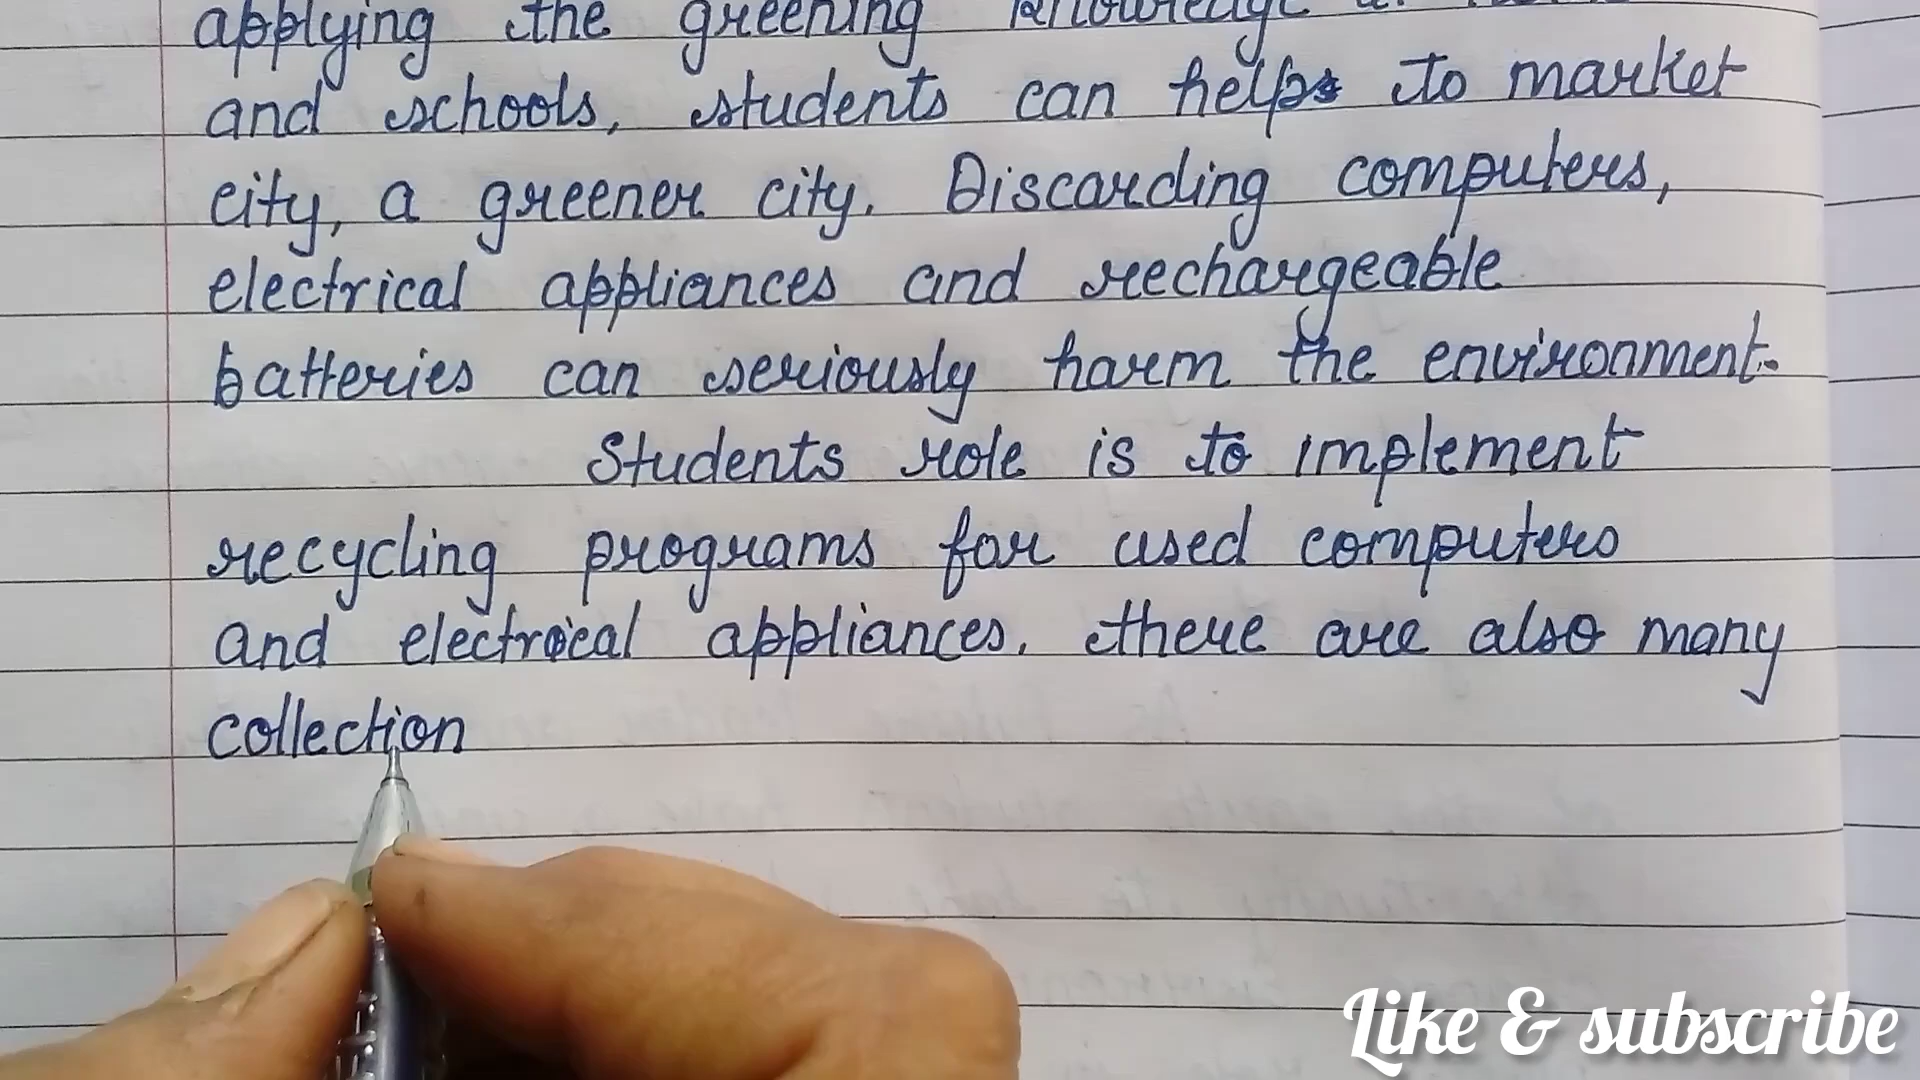 applying the greening knowledge at
and schools, students can helps to market
city, a greener city. Discarding computers,
electrical appliances and rechargeable
batteries can seriously harm the environment.
Students role is to implement
recycling programs for used computers
and electrical appliances. there are also many
collection
Like & subscribe